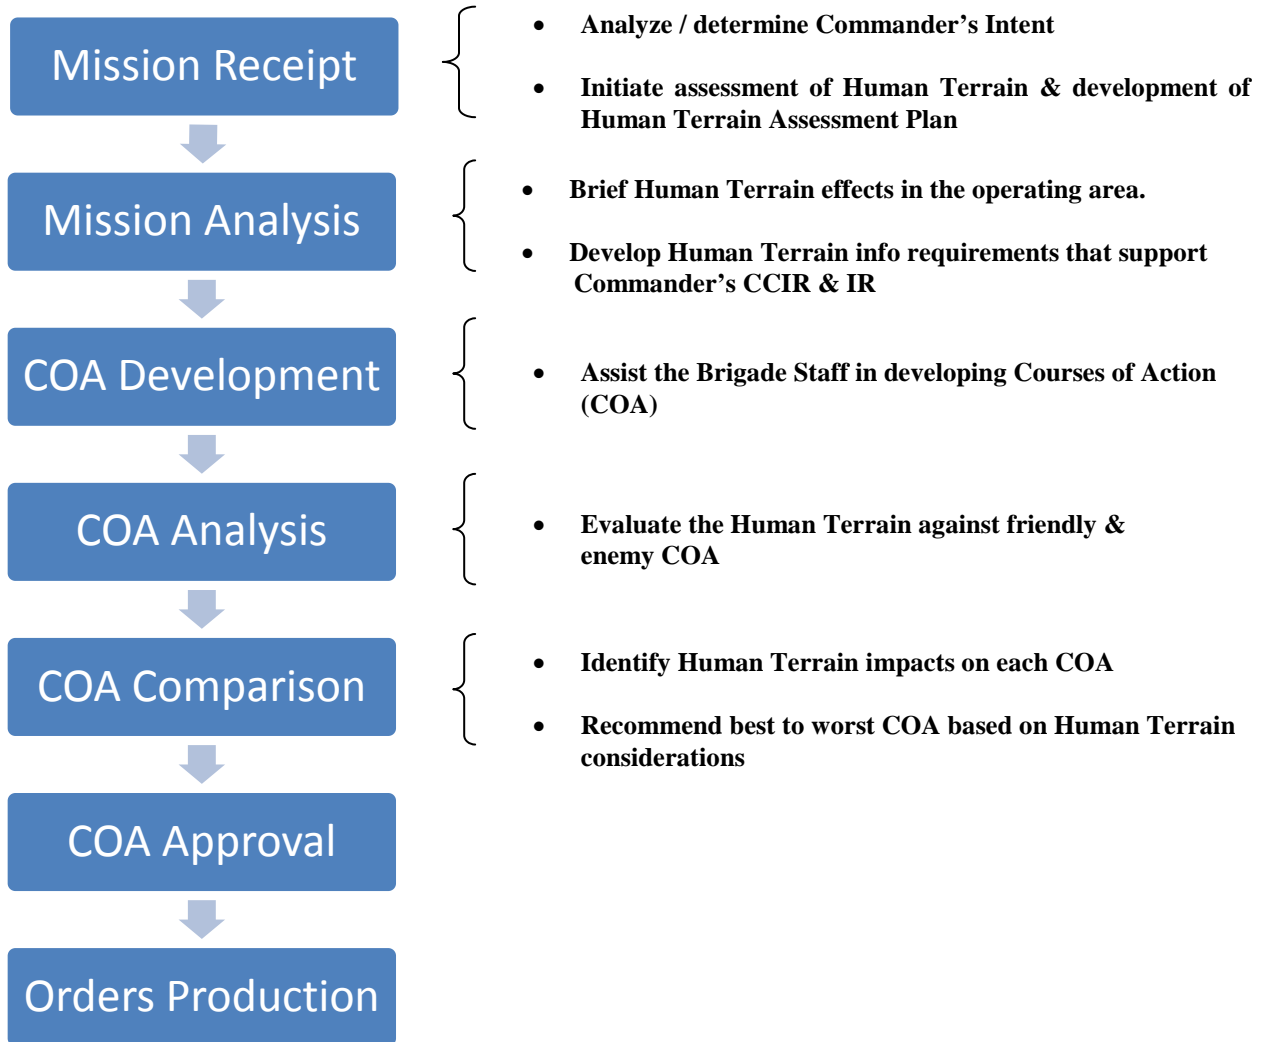 Mission Receipt
• Analyze / determine Commander’s Intent
• Initiate assessment of Human Terrain & development of
Human Terrain Assessment Plan
Mission Analysis
• Brief Human Terrain effects in the operating area.
• Develop Human Terrain info requirements that support
Commander’s CCIR & IR
COA Development
• Assist the Brigade Staff in developing Courses of Action
(COA)
COA Analysis
• Evaluate the Human Terrain against friendly &
enemy COA
COA Comparison
• Identify Human Terrain impacts on each COA
• Recommend best to worst COA based on Human Terrain
considerations
COA Approval
Orders Production